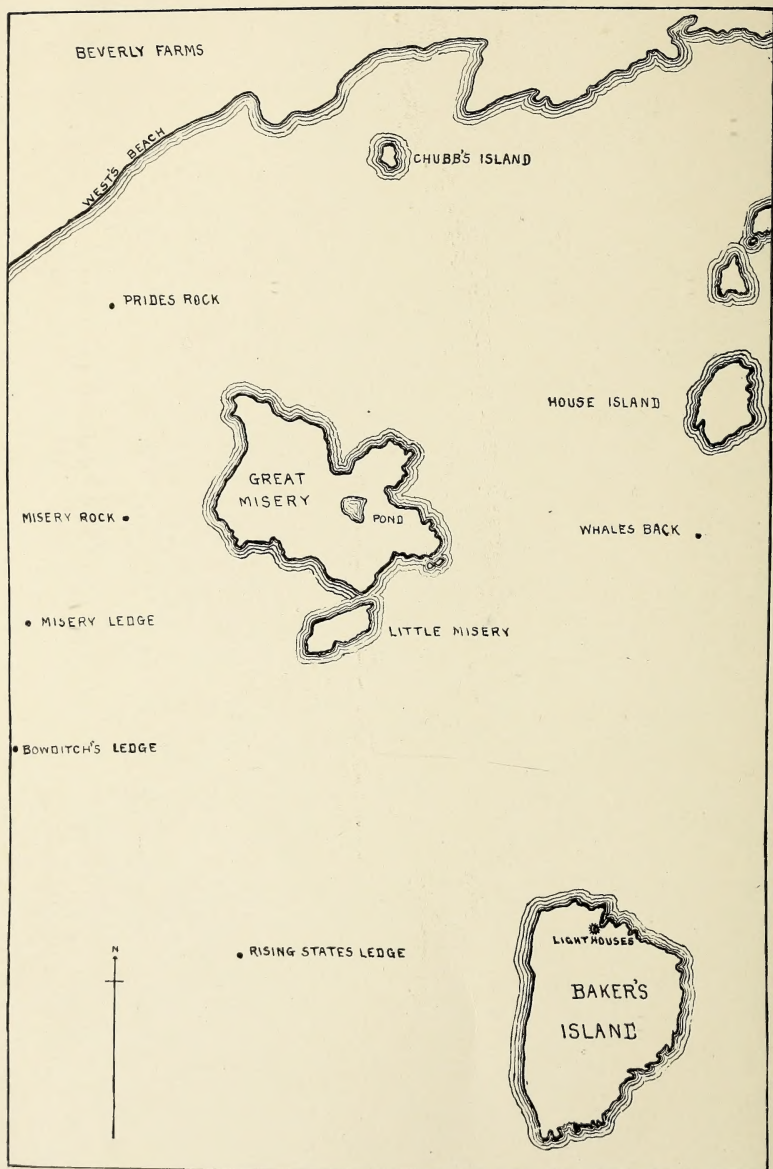 BEVERLY FARMS
WEST'S BEACH
CHUBB'S ISLAND
PRIDES ROCK
HOUSE ISLAND
GREAT
MISERY
POND
MISERY ROCK
WHALES BACK
MISERY LEDGE
LITTLE MISERY
BOWDITCH'S LEDGE
LIGHTHOUSES
N
RISING STATES LEDGE
BAKER'S
ISLAND